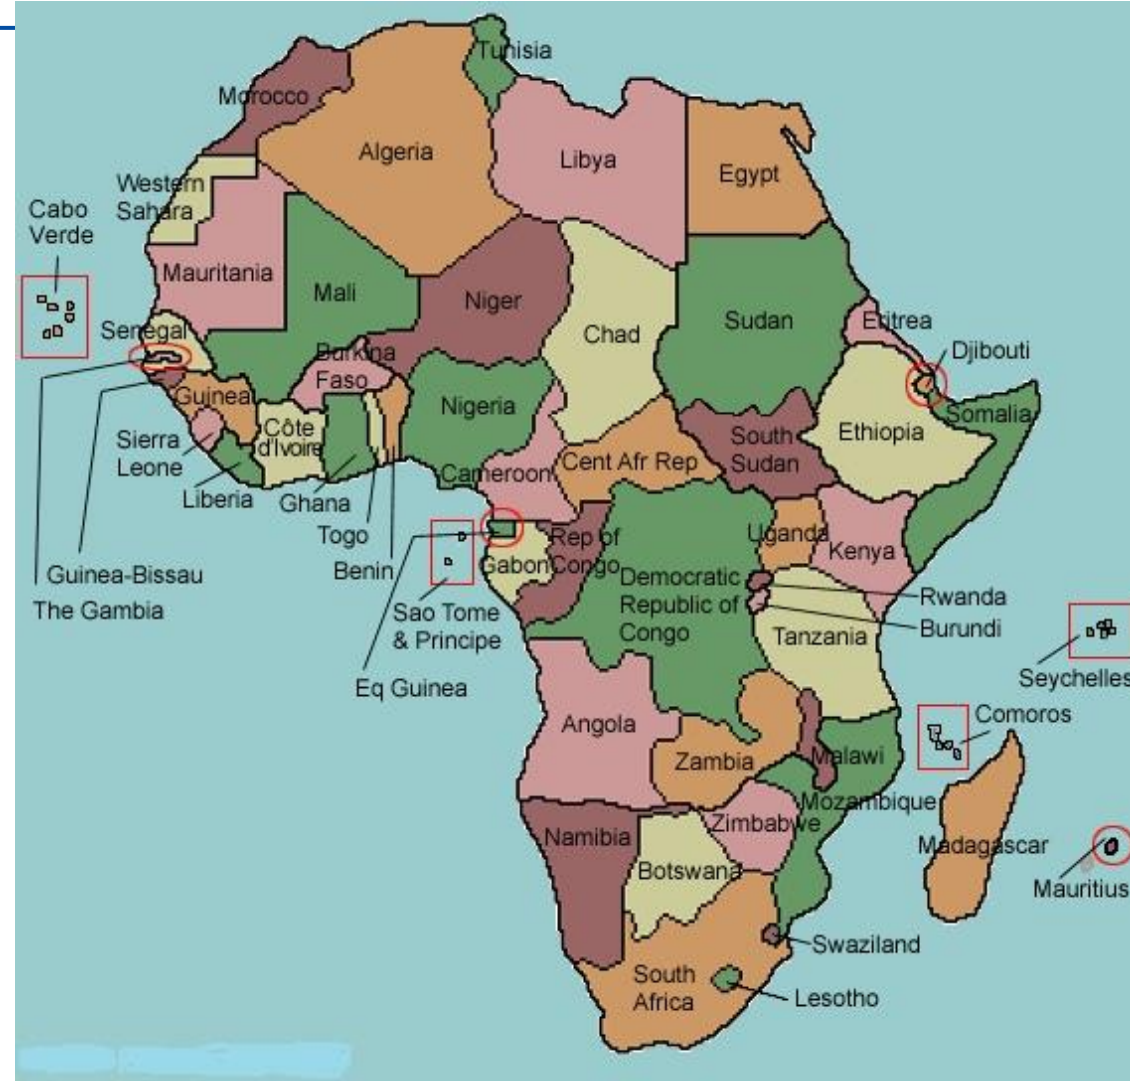 Tunisia
Morocco
Algeria
Libya
Egypt
Western
Sahara
Cabo
Verde
Mauritania
Mali
Niger
Chad
Sudan
Eritrea
Senegal
Djibouti
Burkina
Faso
Guinea
Nigeria
Somalia
Côte
d'Ivoire
Ethiopia
South
Sudan
Sierra
Leone
Cent Afr Rep
Cameroon
Liberia
Ghana
Togo
Benin
Uganda
Kenya
Rep of
Congo
Gabon
Guinea-Bissau
The Gambia
Democratic
Republic of
Congo
Rwanda
Burundi
Sao Tome
& Principe
Tanzania
Eq Guinea
Seychelles
Comoros
Angola
Zambia
Malawi
Mozambique
Namibia
Zimbabwe
Madagascar
Botswana
Mauritius
Swaziland
South
Africa
Lesotho